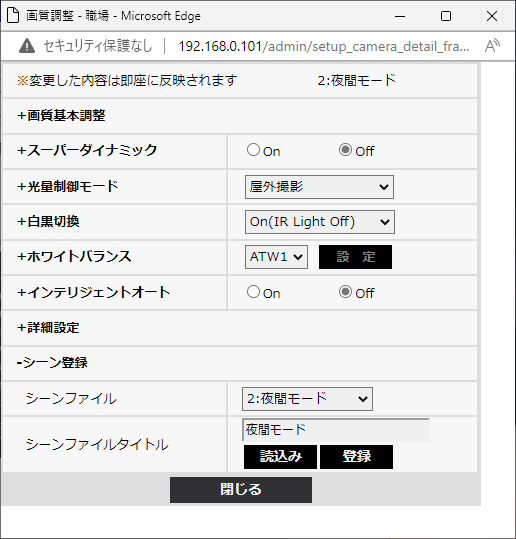 画質調整 - 職場 - Microsoft Edge
セキュリティ保護なし 192.168.0.101/admin/setup_camera_detail_fra...
※変更した内容は即座に反映されます 2:夜間モード
+画質基本調整
+スーパーダイナミック On Off
+光量制御モード 屋外撮影
+白黒切換 On(IR Light Off)
+ホワイトバランス ATW1 設 定
+インテリジェントオート On Off
+詳細設定
-シーン登録
シーンファイル 2:夜間モード
夜間モード
シーンファイルタイトル
読込み 登録
閉じる